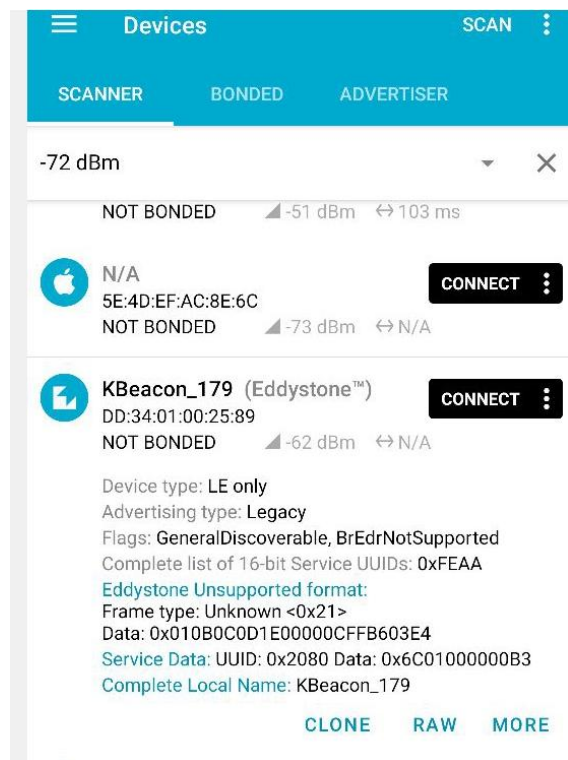 Devices SCAN
SCANNER BONDED ADVERTISER
-72 dBm
NOT BONDED -51 dBm 103 ms
N/A
CONNECT
5E:4D:EF:AC:8E:6C
NOT BONDED -73 dBm N/A
KBeacon_179 (Eddystone™)
CONNECT
DD:34:01:00:25:89
NOT BONDED -62 dBm N/A
Device type: LE only
Advertising type: Legacy
Flags: GeneralDiscoverable, BrEdrNotSupported
Complete list of 16-bit Service UUIDs: 0xFEAA
Eddystone Unsupported format:
Frame type: Unknown <0x21>
Data: 0x010B0C0D1E00000CFFB603E4
Service Data: UUID: 0x2080 Data: 0x6C01000000B3
Complete Local Name: KBeacon_179
CLONE RAW MORE